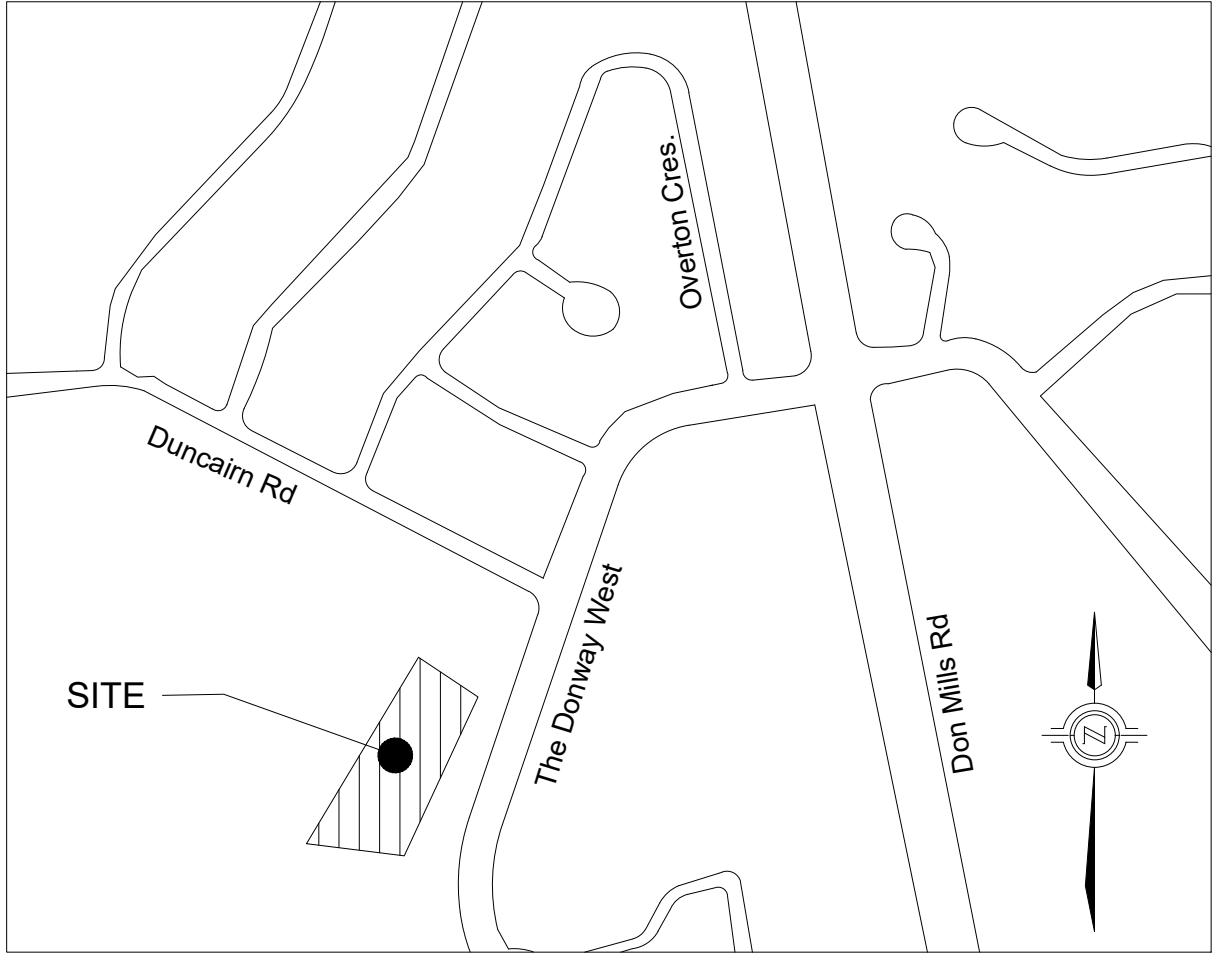 Overton Cres.
Duncairn Rd
The Donway West
Don Mills Rd
SITE
N